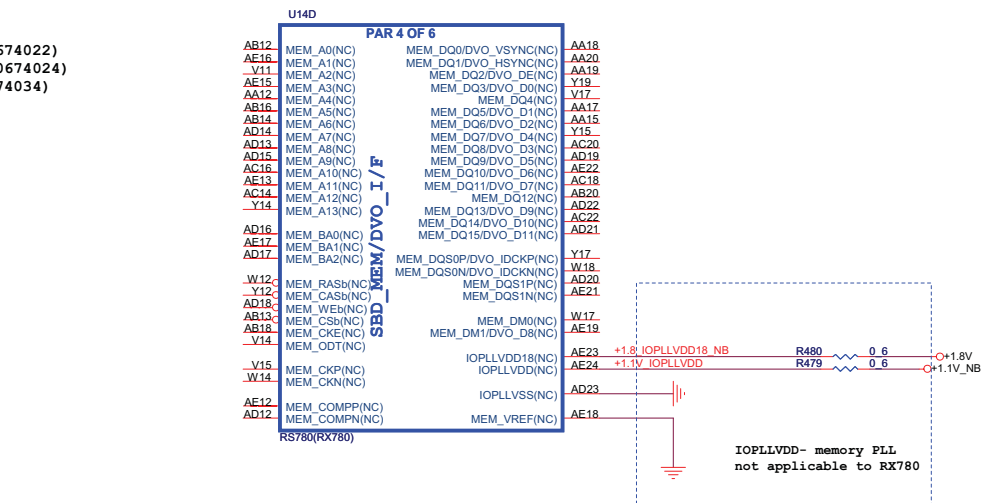 U14D
PAR 4 OF 6
674022)
0674024)
74034)
AB12 MEM_A0(NC) MEM_DQ0/DVO_VSYNC(NC) AA18
AE16 MEM_A1(NC) MEM_DQ1/DVO_HSYNC(NC) AA20
V11 MEM_A2(NC) MEM_DQ2/DVO_DE(NC) AA19
AE15 MEM_A3(NC) MEM_DQ3/DVO_D0(NC) Y19
AA12 MEM_A4(NC) MEM_DQ4(NC) V17
AB16 MEM_A5(NC) MEM_DQ5/DVO_D1(NC) AA17
AB14 MEM_A6(NC) MEM_DQ6/DVO_D2(NC) AA15
AD14 MEM_A7(NC) MEM_DQ7/DVO_D4(NC) Y15
AD13 MEM_A8(NC) MEM_DQ8/DVO_D3(NC) AC20
AD15 MEM_A9(NC) MEM_DQ9/DVO_D5(NC) AD19
AC16 MEM_A10(NC) MEM_DQ10/DVO_D6(NC) AE22
AE13 MEM_A11(NC) MEM_DQ11/DVO_D7(NC) AC18
AC14 MEM_A12(NC) MEM_DQ12(NC) AB20
Y14 MEM_A13(NC) MEM_DQ13/DVO_D9(NC) AD22
MEM_DQ14/DVO_D10(NC) AC22
AD16 MEM_BA0(NC) MEM_DQ15/DVO_D11(NC) AD21
AE17 MEM_BA1(NC)
AD17 MEM_BA2(NC) MEM_DQS0P/DVO_IDCKP(NC) Y17
MEM_DQS0N/DVO_IDCKN(NC) W18
W12 MEM_RASb(NC) MEM_DQS1P(NC) AD20
Y12 MEM_CASb(NC) MEM_DQS1N(NC) AE21
AD18 MEM_WEb(NC)
AB13 MEM_CSb(NC) MEM_DM0(NC) W17
AB18 MEM_CKE(NC) MEM_DM1/DVO_D8(NC) AE19
V14 MEM_ODT(NC)
SBD_MEM/DVO_I/F
IOPLLVDD18(NC) AE23 +1.8_IOPLLVDD18_NB R480 0_6 +1.8V
V15 MEM_CKP(NC) IOPLLVDD(NC) AE24 +1.1V_IOPLLVDD R479 0_6 +1.1V_NB
W14 MEM_CKN(NC)
IOPLLVSS(NC) AD23
AE12 MEM_COMPP(NC)
AD12 MEM_COMPN(NC) MEM_VREF(NC) AE18
RS780(RX780)
IOPLLVDD- memory PLL
not applicable to RX780